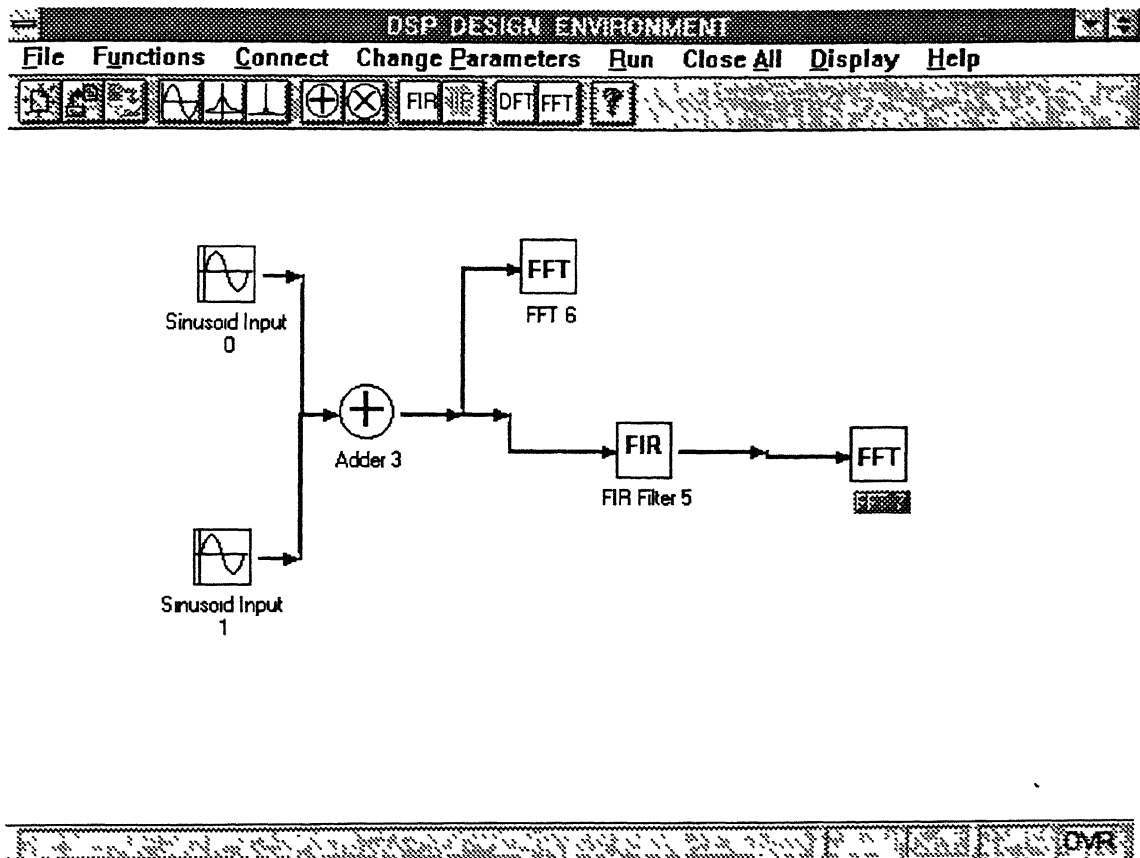 DSP DESIGN ENVIRONMENT
File Functions Connect Change Parameters Run Close All Display Help
FIR DFT FFT ?
FFT
FFT 6
Sinusoid Input
0
Adder 3
FIR
FIR Filter 5
FFT
Sinusoid Input
1
OVR